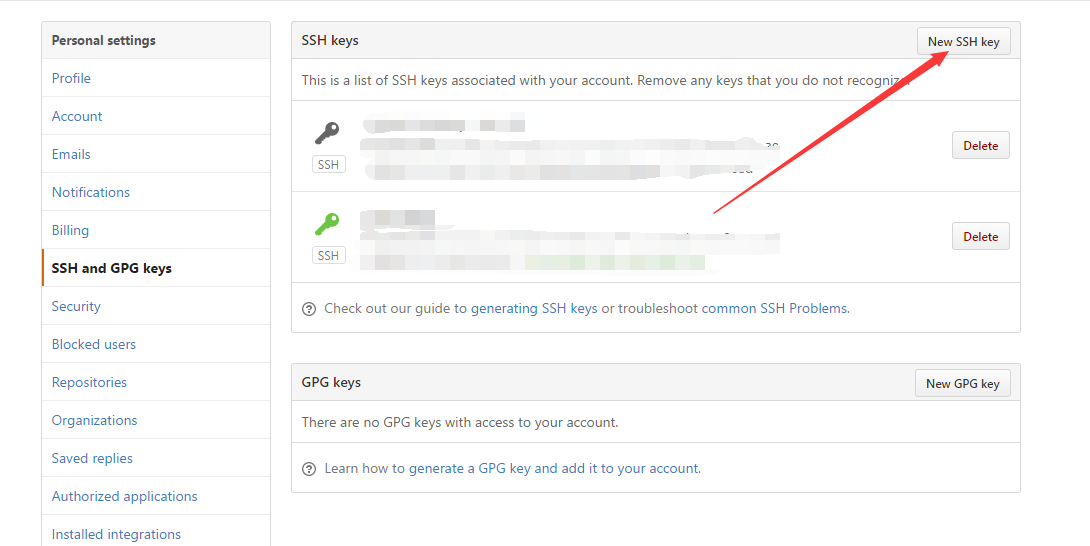 Personal settings
Profile
Account
Emails
Notifications
Billing
SSH and GPG keys
Security
Blocked users
Repositories
Organizations
Saved replies
Authorized applications
Installed integrations
SSH keys
New SSH key
This is a list of SSH keys associated with your account. Remove any keys that you do not recognize.
SSH
Delete
SSH
Delete
Check out our guide to generating SSH keys or troubleshoot common SSH Problems.
GPG keys
New GPG key
There are no GPG keys with access to your account.
Learn how to generate a GPG key and add it to your account.